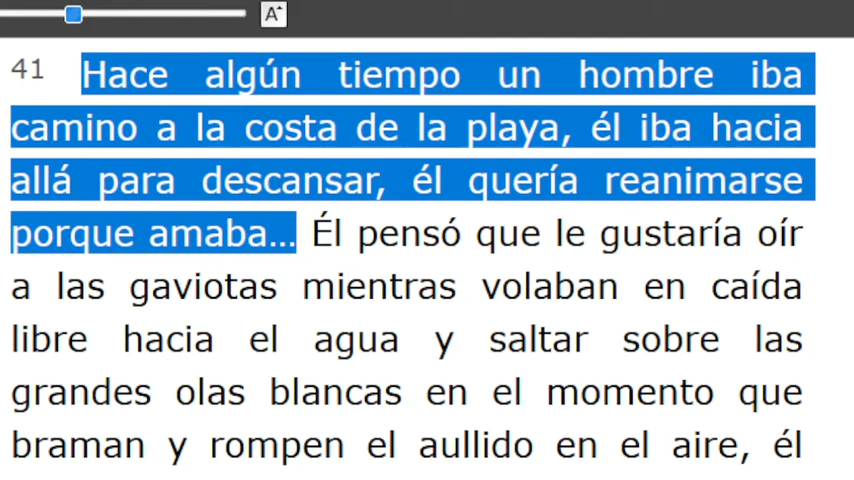 A
41 Hace algún tiempo un hombre iba
camino a la costa de la playa, él iba hacia
allá para descansar, él quería reanimarse
porque amaba... Él pensó que le gustaría oír
a las gaviotas mientras volaban en caída
libre hacia el agua y saltar sobre las
grandes olas blancas en el momento que
braman y rompen el aullido en el aire, él